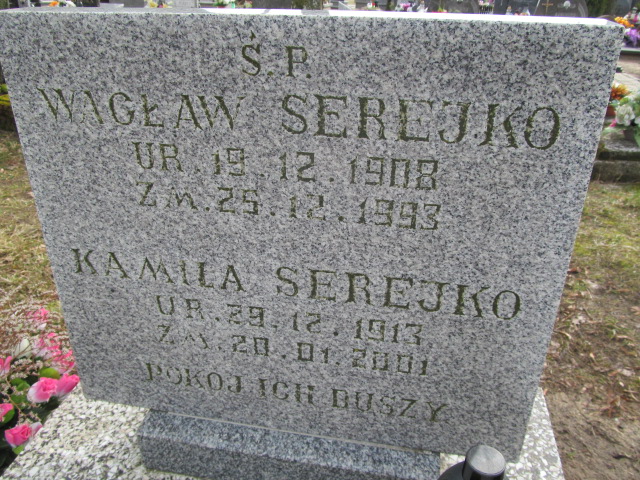 Ś.P.
WACŁAW SEREJKO
UR. 19.12.1908
ZM. 25.12.1993
KAMILA SEREJKO
UR. 29.12.1913
ZM. 20.01.2001
POKÓJ ICH DUSZY